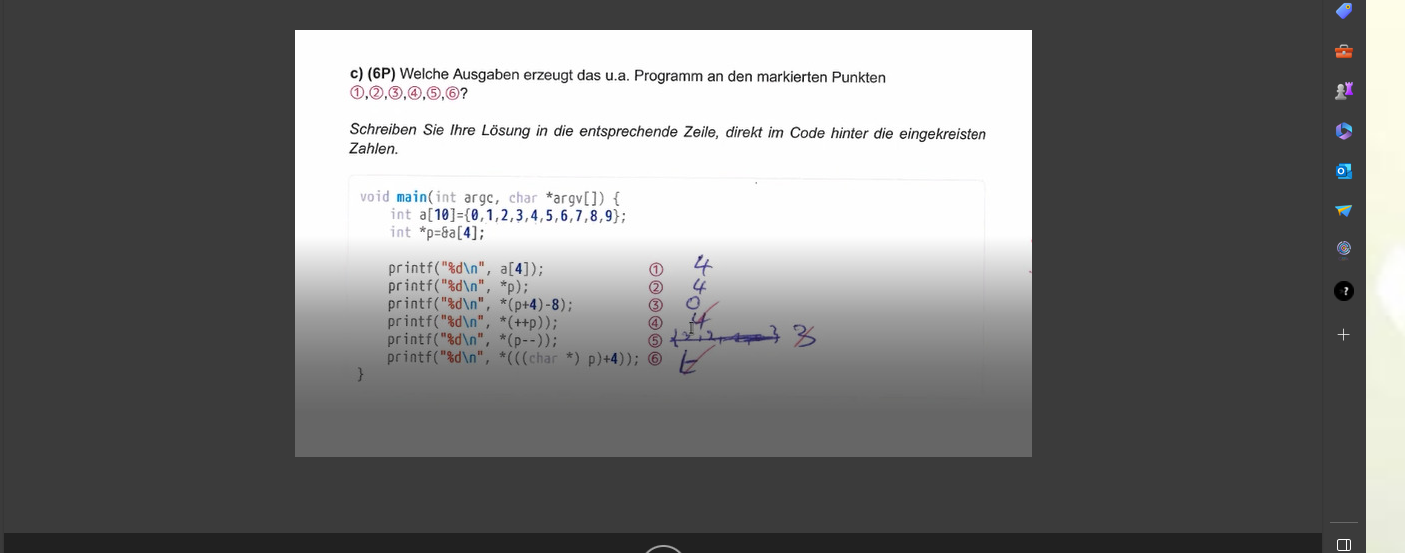 c) (6P) Welche Ausgaben erzeugt das u.a. Programm an den markierten Punkten
①,②,③,④,⑤,⑥?
Schreiben Sie Ihre Lösung in die entsprechende Zeile, direkt im Code hinter die eingekreisten
Zahlen.
void main(int argc, char *argv[]) {
int a[10]={0,1,2,3,4,5,6,7,8,9};
int *p=&a[4];
printf("%d\n", a[4]); ① 4
printf("%d\n", *p); ② 4
printf("%d\n", *(p+4)-8); ③ 0
printf("%d\n", *(++p)); ④ 4
printf("%d\n", *(p--)); ⑤ 3
printf("%d\n", *(((char *) p)+4)); ⑥
}